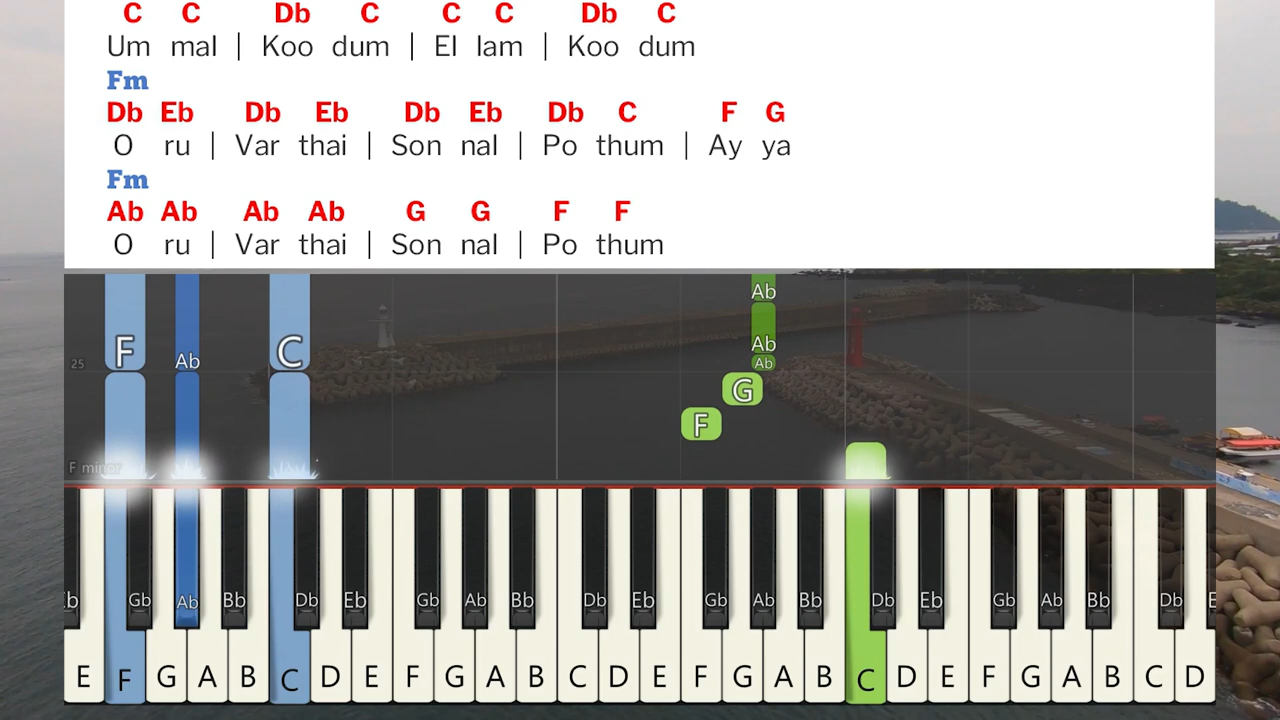 C C Db C C C Db C
Um mal | Koo dum | El lam | Koo dum
Fm
Db Eb Db Eb Db Eb Db C F G
O ru | Var thai | Son nal | Po thum | Ay ya
Fm
Ab Ab Ab Ab G G F F
O ru | Var thai | Son nal | Po thum
Ab
F Ab C Ab
25 Ab
G
F
F minor
Gb Ab Bb Db Eb Gb Ab Bb Db Eb Gb Ab Bb Db Eb Gb Ab Bb Db
E F G A B C D E F G A B C D E F G A B C D E F G A B C D